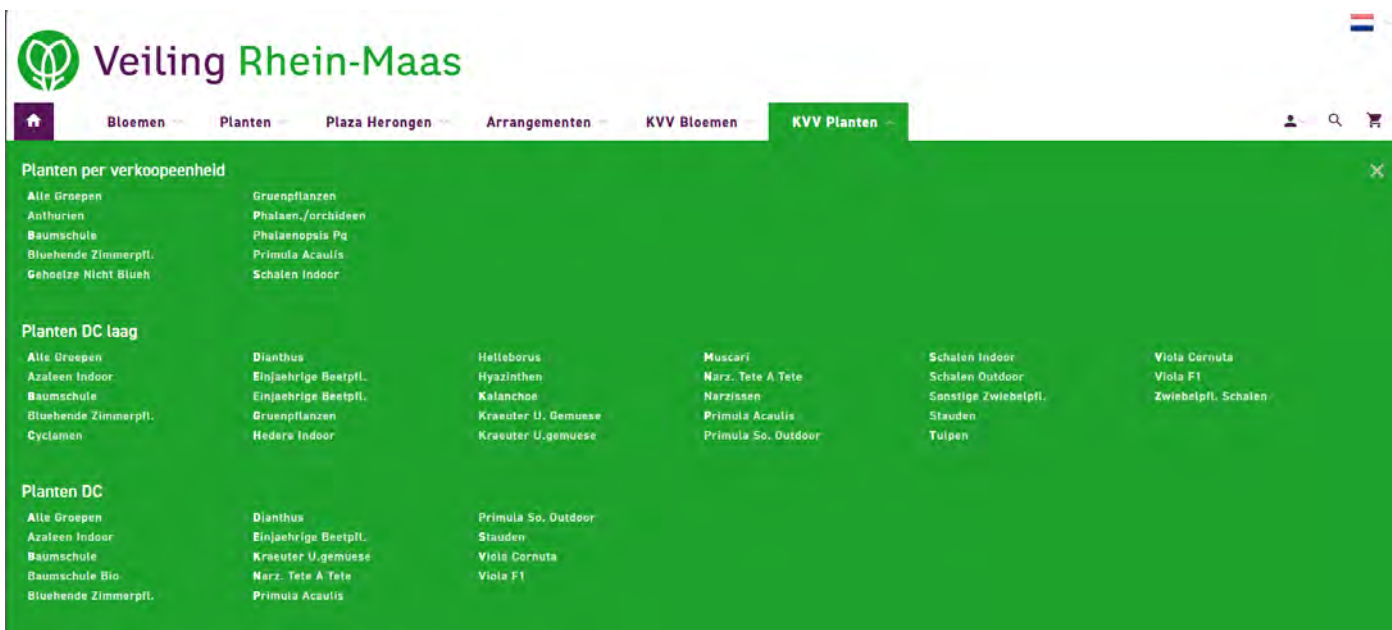 Veiling Rhein-Maas
Bloemen
Planten
Plaza Herongen
Arrangementen
KVV Bloemen
KVV Planten
Planten per verkoopeenheid
Alle Groepen
Anthurien
Baumschule
Bluehende Zimmerpfl.
Gehoelze Nicht Blueh
Gruenpflanzen
Phalaen./orchideen
Phalaenopsis Pq
Primula Acaulis
Schalen Indoor
Planten DC laag
Alle Groepen
Azaleen Indoor
Baumschule
Bluehende Zimmerpfl.
Cyclamen
Dianthus
Einjaehrige Beetpfl.
Einjaehrige Beetpfl.
Gruenpflanzen
Hedera Indoor
Helleborus
Hyazinthen
Kalanchoe
Kraeuter U. Gemuese
Kraeuter U.gemuese
Muscari
Narz. Tete A Tete
Narzissen
Primula Acaulis
Primula So. Outdoor
Schalen Indoor
Schalen Outdoor
Sonstige Zwiebelpfl.
Stauden
Tulpen
Viola Cornuta
Viola F1
Zwiebelpfl. Schalen
Planten DC
Alle Groepen
Azaleen Indoor
Baumschule
Baumschule Bio
Bluehende Zimmerpfl.
Dianthus
Einjaehrige Beetpfl.
Kraeuter U.gemuese
Narz. Tete A Tete
Primula Acaulis
Primula So. Outdoor
Stauden
Viola Cornuta
Viola F1